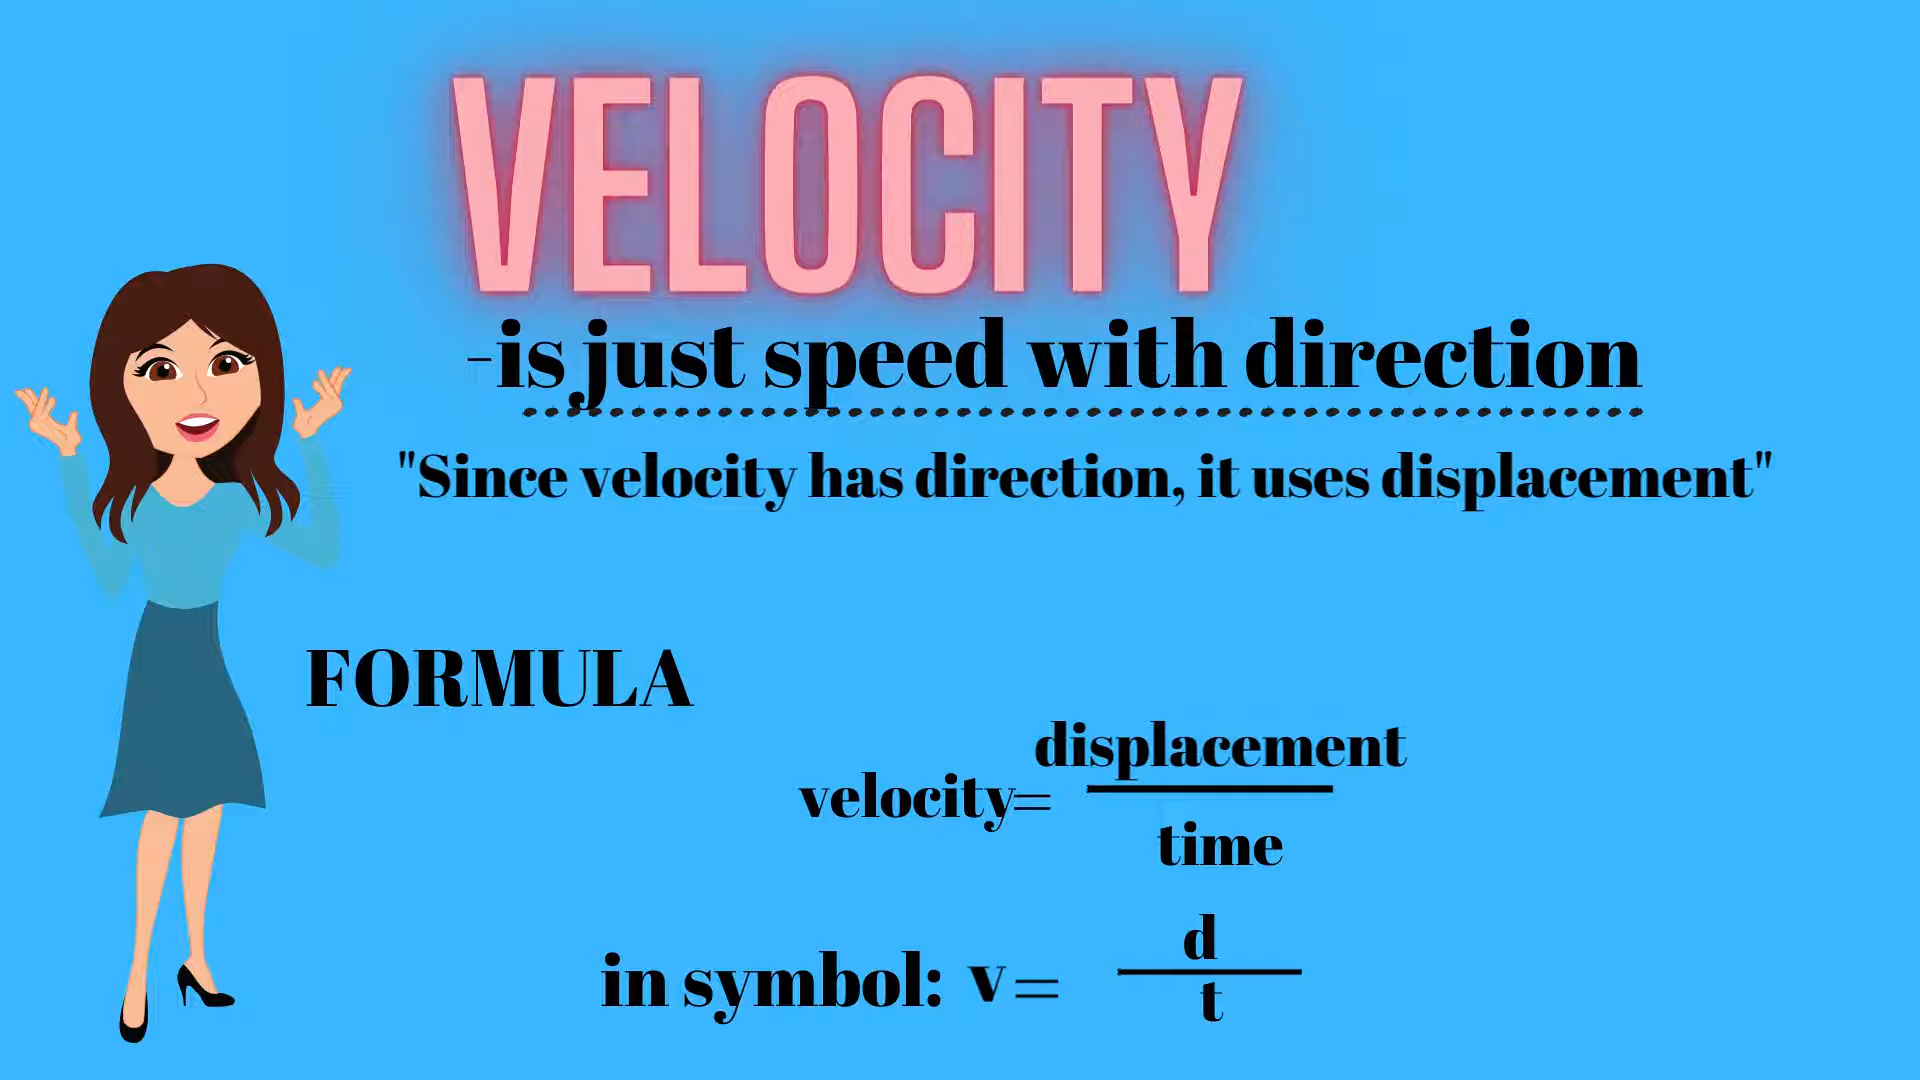 VELOCITY
-is just speed with direction
"Since velocity has direction, it uses displacement"
FORMULA
displacement
velocity=
time
d
in symbol: v=
t